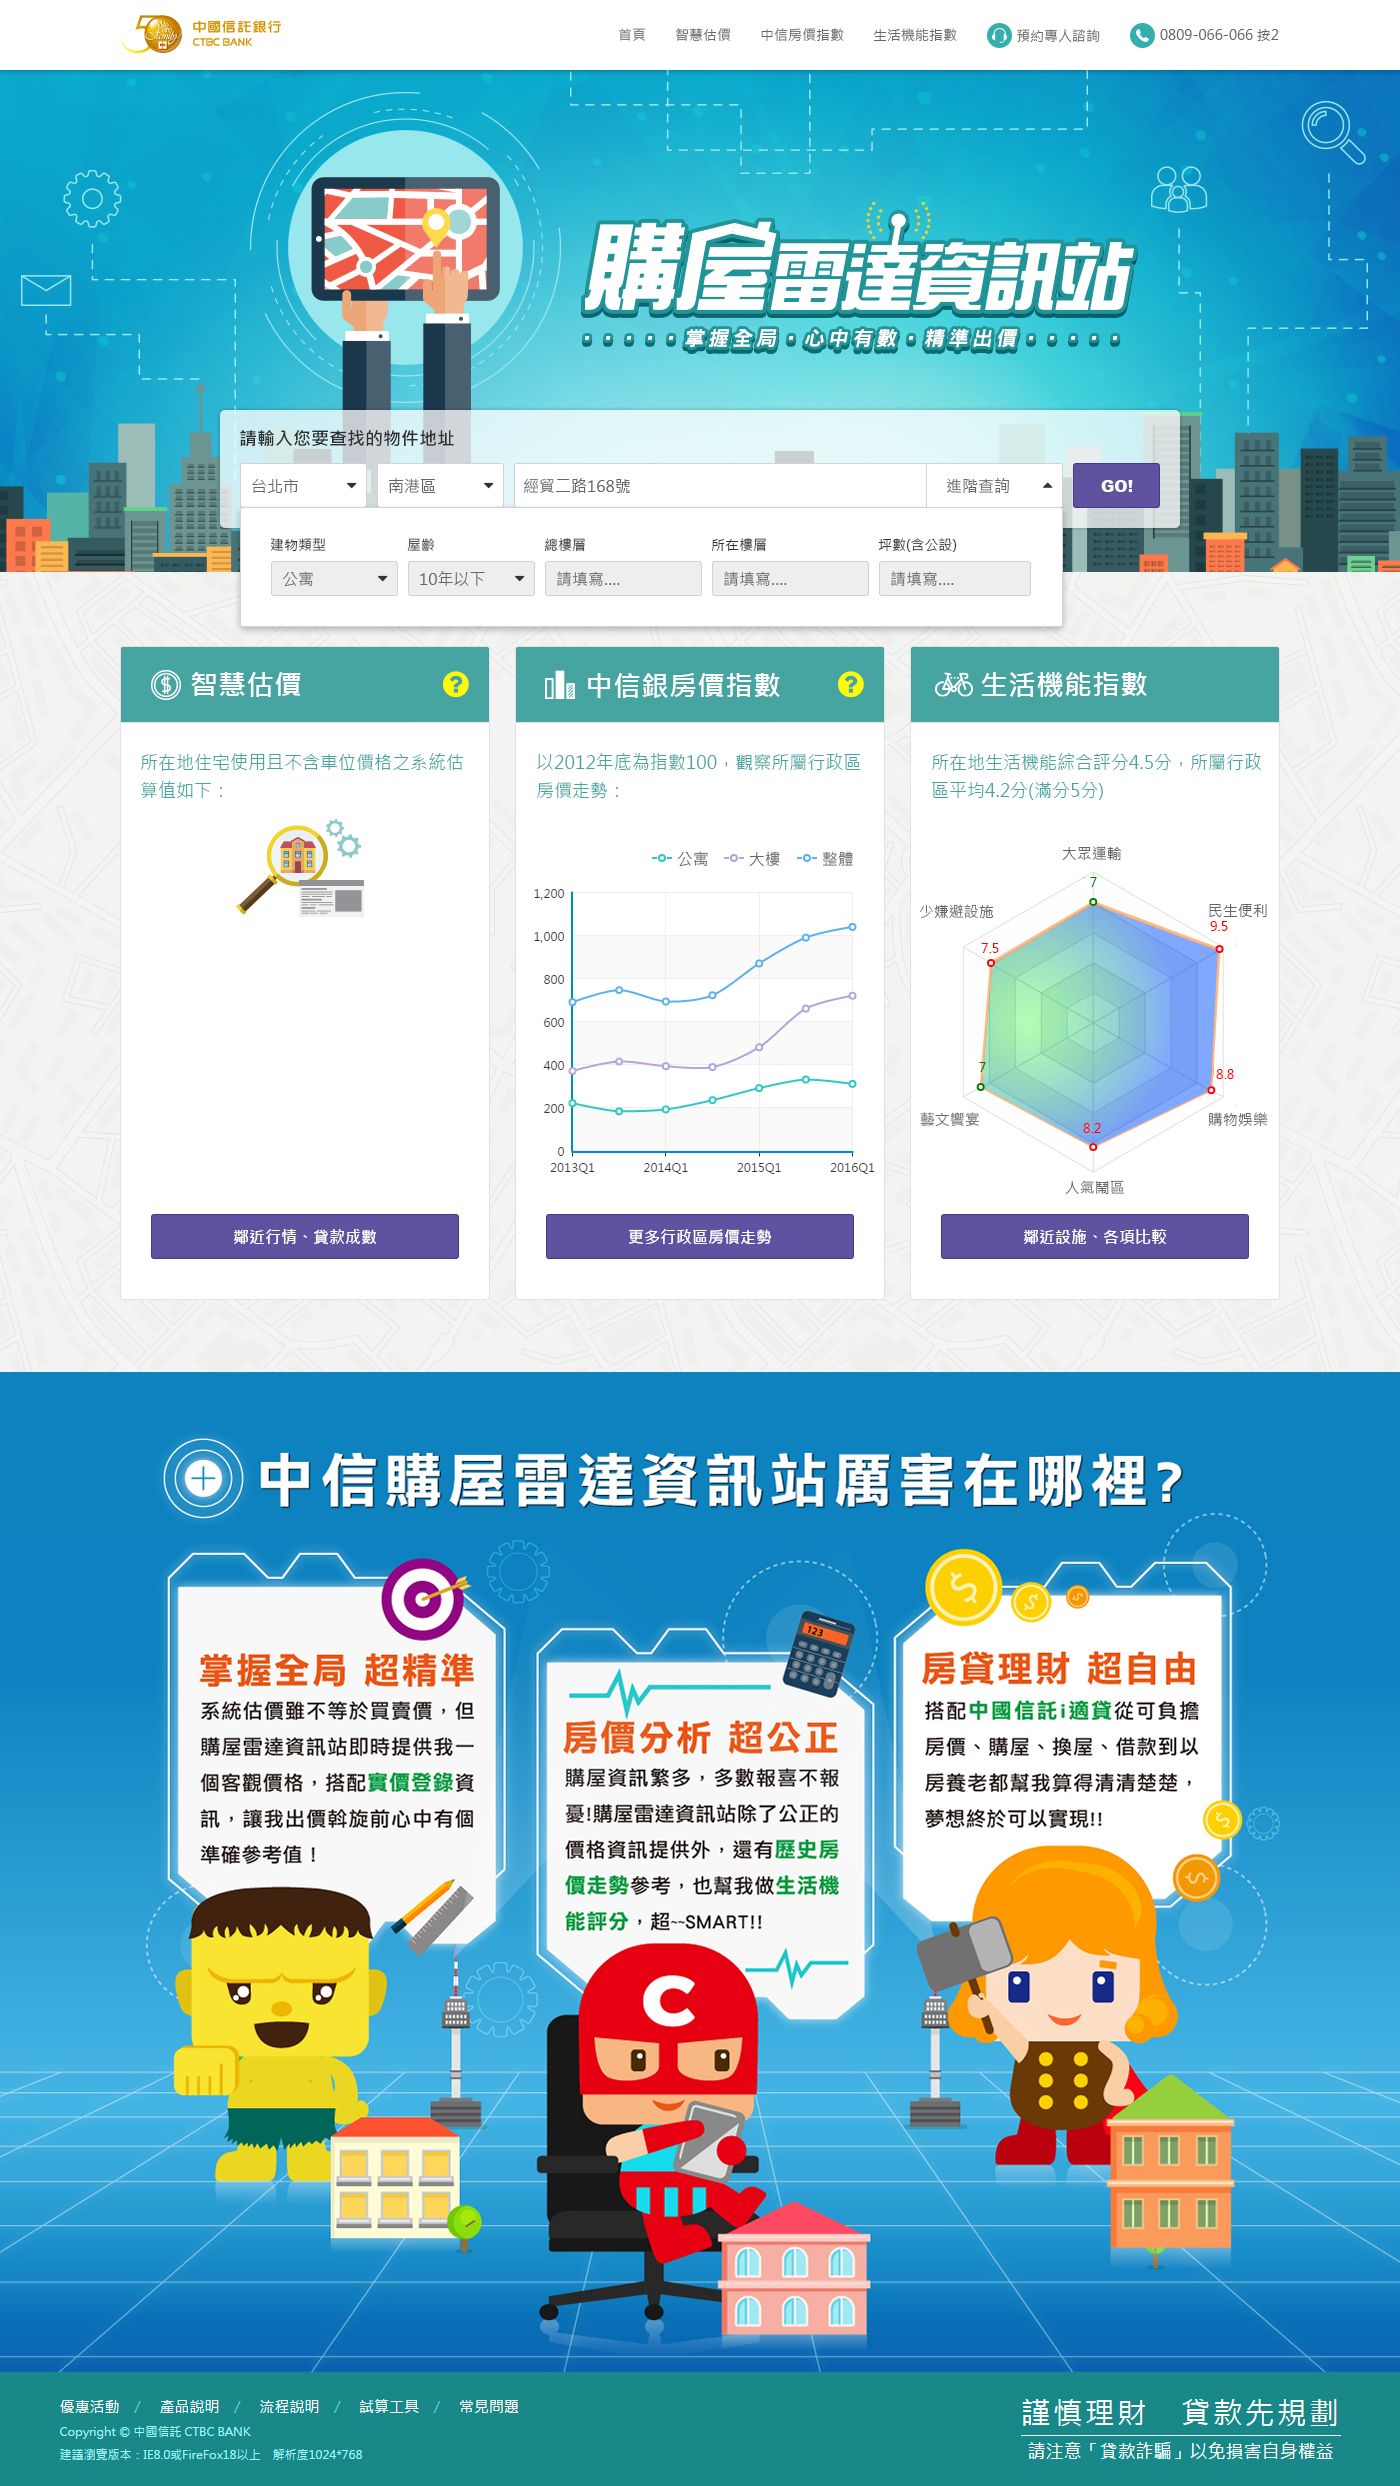 中國信託銀行
CTBC BANK
首頁
智慧估價
中信房價指數
生活機能指數
預約專人諮詢
0809-066-066 按2
購屋雷達資訊站
掌握全局・心中有數・精準出價
請輸入您要查找的物件地址
台北市
南港區
經貿二路168號
進階查詢
GO!
建物類型
屋齡
總樓層
所在樓層
坪數(含公設)
公寓
10年以下
請填寫....
請填寫....
請填寫....
智慧估價
?
所在地住宅使用且不含車位價格之系統估
算值如下：
鄰近行情、貸款成數
中信銀房價指數
?
以2012年底為指數100，觀察所屬行政區
房價走勢：
公寓
大樓
整體
1,200
1,000
800
600
400
200
0
2013Q1
2014Q1
2015Q1
2016Q1
更多行政區房價走勢
生活機能指數
所在地生活機能綜合評分4.5分，所屬行政
區平均4.2分(滿分5分)
大眾運輸
7
少嫌避設施
民生便利
9.5
7.5
7
8.8
藝文饗宴
購物娛樂
8.2
人氣鬧區
鄰近設施、各項比較
中信購屋雷達資訊站厲害在哪裡?
掌握全局 超精準
系統估價雖不等於買賣價，但
購屋雷達資訊站即時提供我一
個客觀價格，搭配實價登錄資
訊，讓我出價斡旋前心中有個
準確參考值！
123
房價分析 超公正
購屋資訊繁多，多數報喜不報
憂!購屋雷達資訊站除了公正的
價格資訊提供外，還有歷史房
價走勢參考，也幫我做生活機
能評分，超~~SMART!!
房貸理財 超自由
搭配中國信託i適貸從可負擔
房價、購屋、換屋、借款到以
房養老都幫我算得清清楚楚，
夢想終於可以實現!!
C
優惠活動 / 產品說明 / 流程說明 / 試算工具 / 常見問題
Copyright © 中國信託 CTBC BANK
建議瀏覽版本：IE8.0或FireFox18以上 解析度1024*768
謹慎理財 貸款先規劃
請注意「貸款詐騙」以免損害自身權益